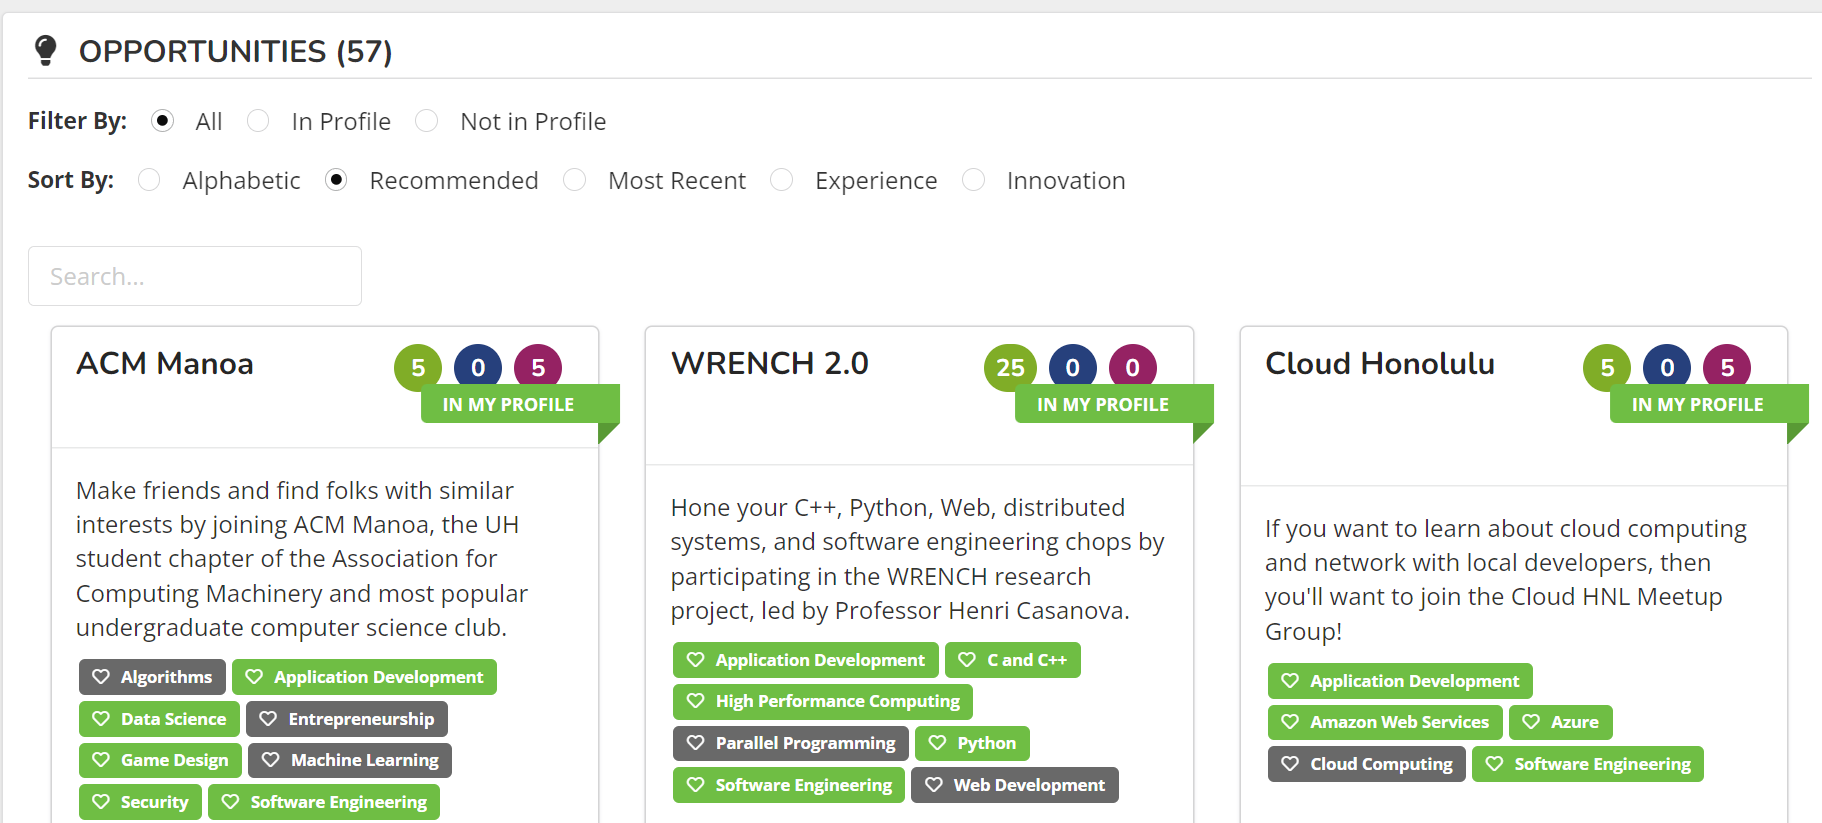 OPPORTUNITIES (57)
Filter By: All In Profile Not in Profile
Sort By: Alphabetic Recommended Most Recent Experience Innovation
Search...
ACM Manoa 5 0 5
IN MY PROFILE
Make friends and find folks with similar
interests by joining ACM Manoa, the UH
student chapter of the Association for
Computing Machinery and most popular
undergraduate computer science club.
Algorithms Application Development
Data Science Entrepreneurship
Game Design Machine Learning
Security Software Engineering
WRENCH 2.0 25 0 0
IN MY PROFILE
Hone your C++, Python, Web, distributed
systems, and software engineering chops by
participating in the WRENCH research
project, led by Professor Henri Casanova.
Application Development C and C++
High Performance Computing
Parallel Programming Python
Software Engineering Web Development
Cloud Honolulu 5 0 5
IN MY PROFILE
If you want to learn about cloud computing
and network with local developers, then
you'll want to join the Cloud HNL Meetup
Group!
Application Development
Amazon Web Services Azure
Cloud Computing Software Engineering